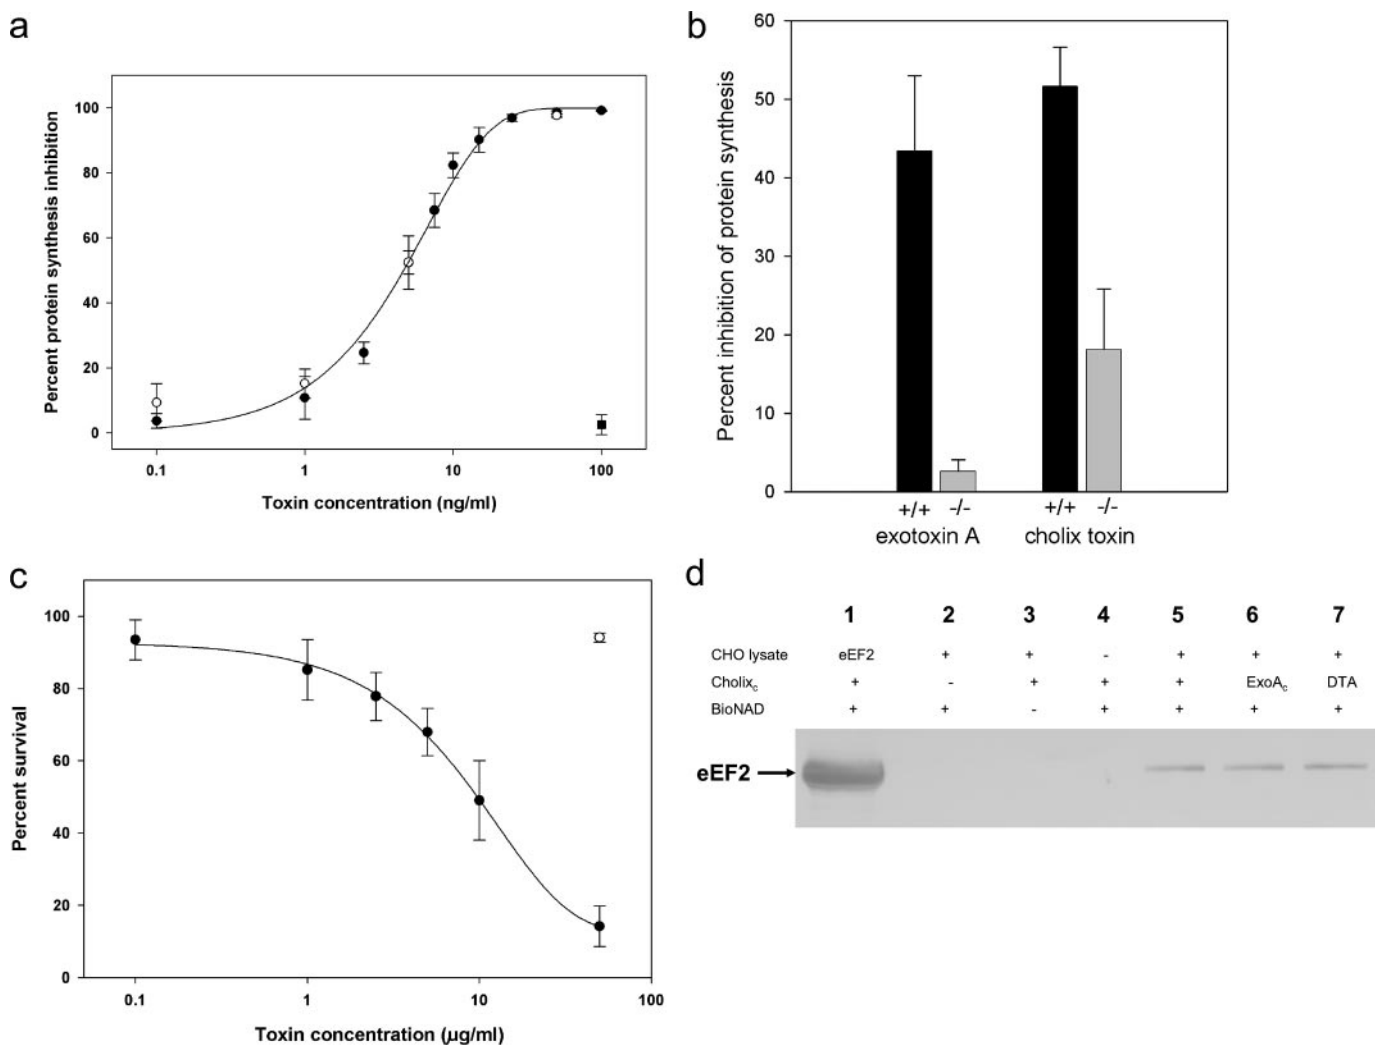 a
Percent protein synthesis inhibition
100
80
60
40
20
0
0.1 1 10 100
Toxin concentration (ng/ml)
b
Percent inhibition of protein synthesis
60
50
40
30
20
10
0
+/+ -/- +/+ -/-
exotoxin A cholix toxin
c
Percent survival
100
80
60
40
20
0
0.1 1 10 100
Toxin concentration (µg/ml)
d
1 2 3 4 5 6 7
CHO lysate eEF2 + + - + + +
Cholixc + - + + + ExoAc DTA
BioNAD + + - + + + +
eEF2